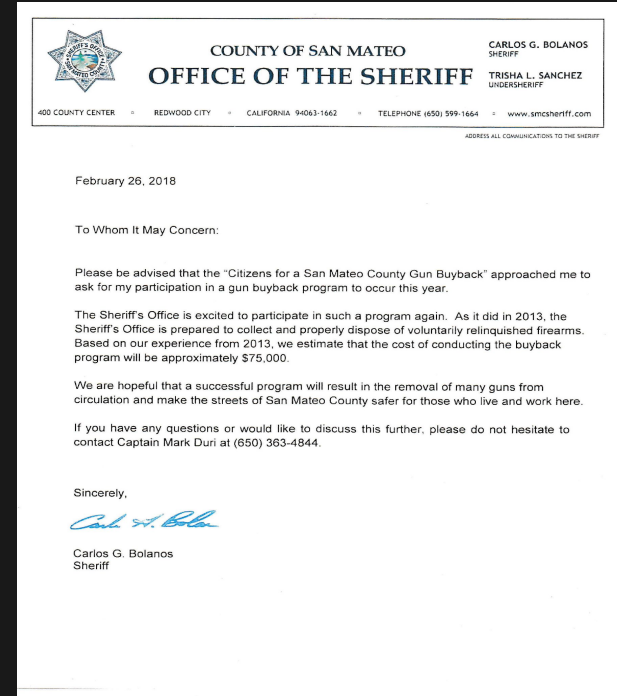 SHERIFF'S OFFICE
SAN MATEO COUNTY
COUNTY OF SAN MATEO
OFFICE OF THE SHERIFF
CARLOS G. BOLANOS
SHERIFF
TRISHA L. SANCHEZ
UNDERSHERIFF
400 COUNTY CENTER ▫ REDWOOD CITY ▫ CALIFORNIA 94063-1662 ▫ TELEPHONE (650) 599-1664 ▫ www.smcsheriff.com
ADDRESS ALL COMMUNICATIONS TO THE SHERIFF
February 26, 2018
To Whom It May Concern:
Please be advised that the "Citizens for a San Mateo County Gun Buyback" approached me to
ask for my participation in a gun buyback program to occur this year.
The Sheriff's Office is excited to participate in such a program again. As it did in 2013, the
Sheriff's Office is prepared to collect and properly dispose of voluntarily relinquished firearms.
Based on our experience from 2013, we estimate that the cost of conducting the buyback
program will be approximately $75,000.
We are hopeful that a successful program will result in the removal of many guns from
circulation and make the streets of San Mateo County safer for those who live and work here.
If you have any questions or would like to discuss this further, please do not hesitate to
contact Captain Mark Duri at (650) 363-4844.
Sincerely,
Carlos G. Bolanos
Sheriff